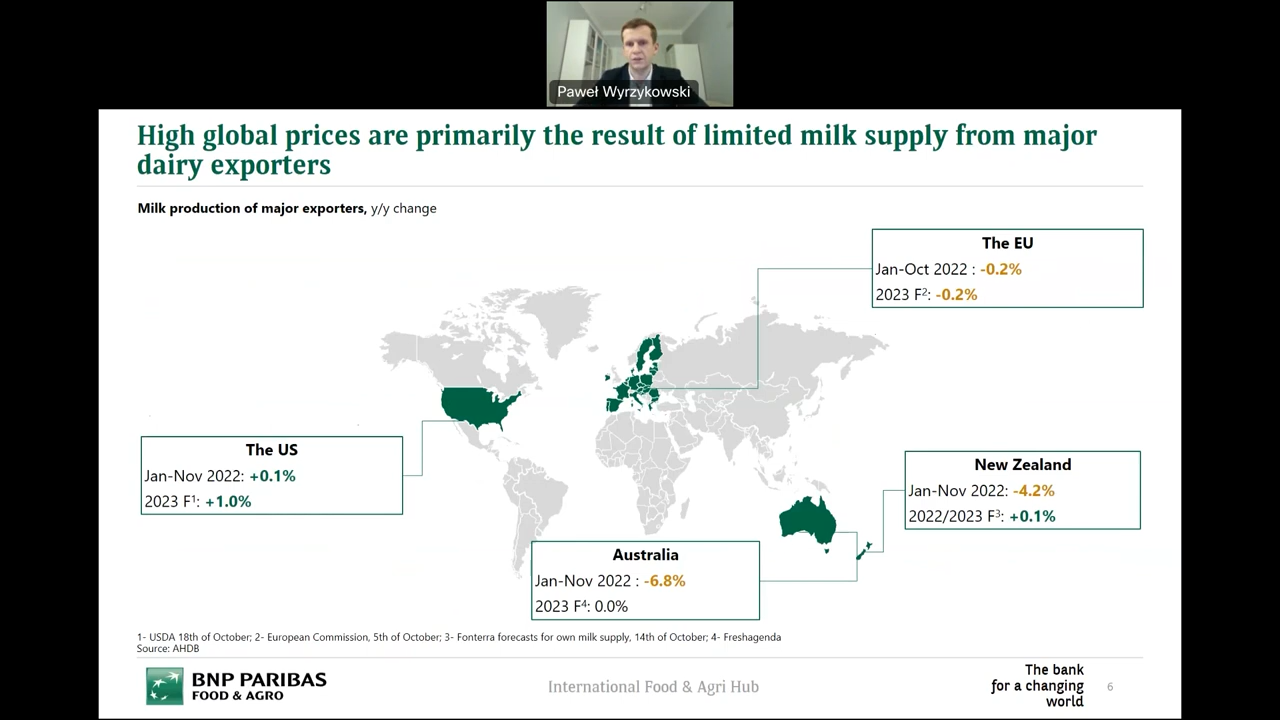 Paweł Wyrzykowski
High global prices are primarily the result of limited milk supply from major
dairy exporters
Milk production of major exporters, y/y change
The EU
Jan-Oct 2022 : -0.2%
2023 F²: -0.2%
The US
Jan-Nov 2022: +0.1%
2023 F¹: +1.0%
New Zealand
Jan-Nov 2022: -4.2%
2022/2023 F³: +0.1%
Australia
Jan-Nov 2022 : -6.8%
2023 F⁴: 0.0%
1- USDA 18th of October; 2- European Commission, 5th of October; 3- Fonterra forecasts for own milk supply, 14th of October; 4- Freshagenda
Source: AHDB
BNP PARIBAS
FOOD & AGRO
International Food & Agri Hub
The bank
for a changing
world
6